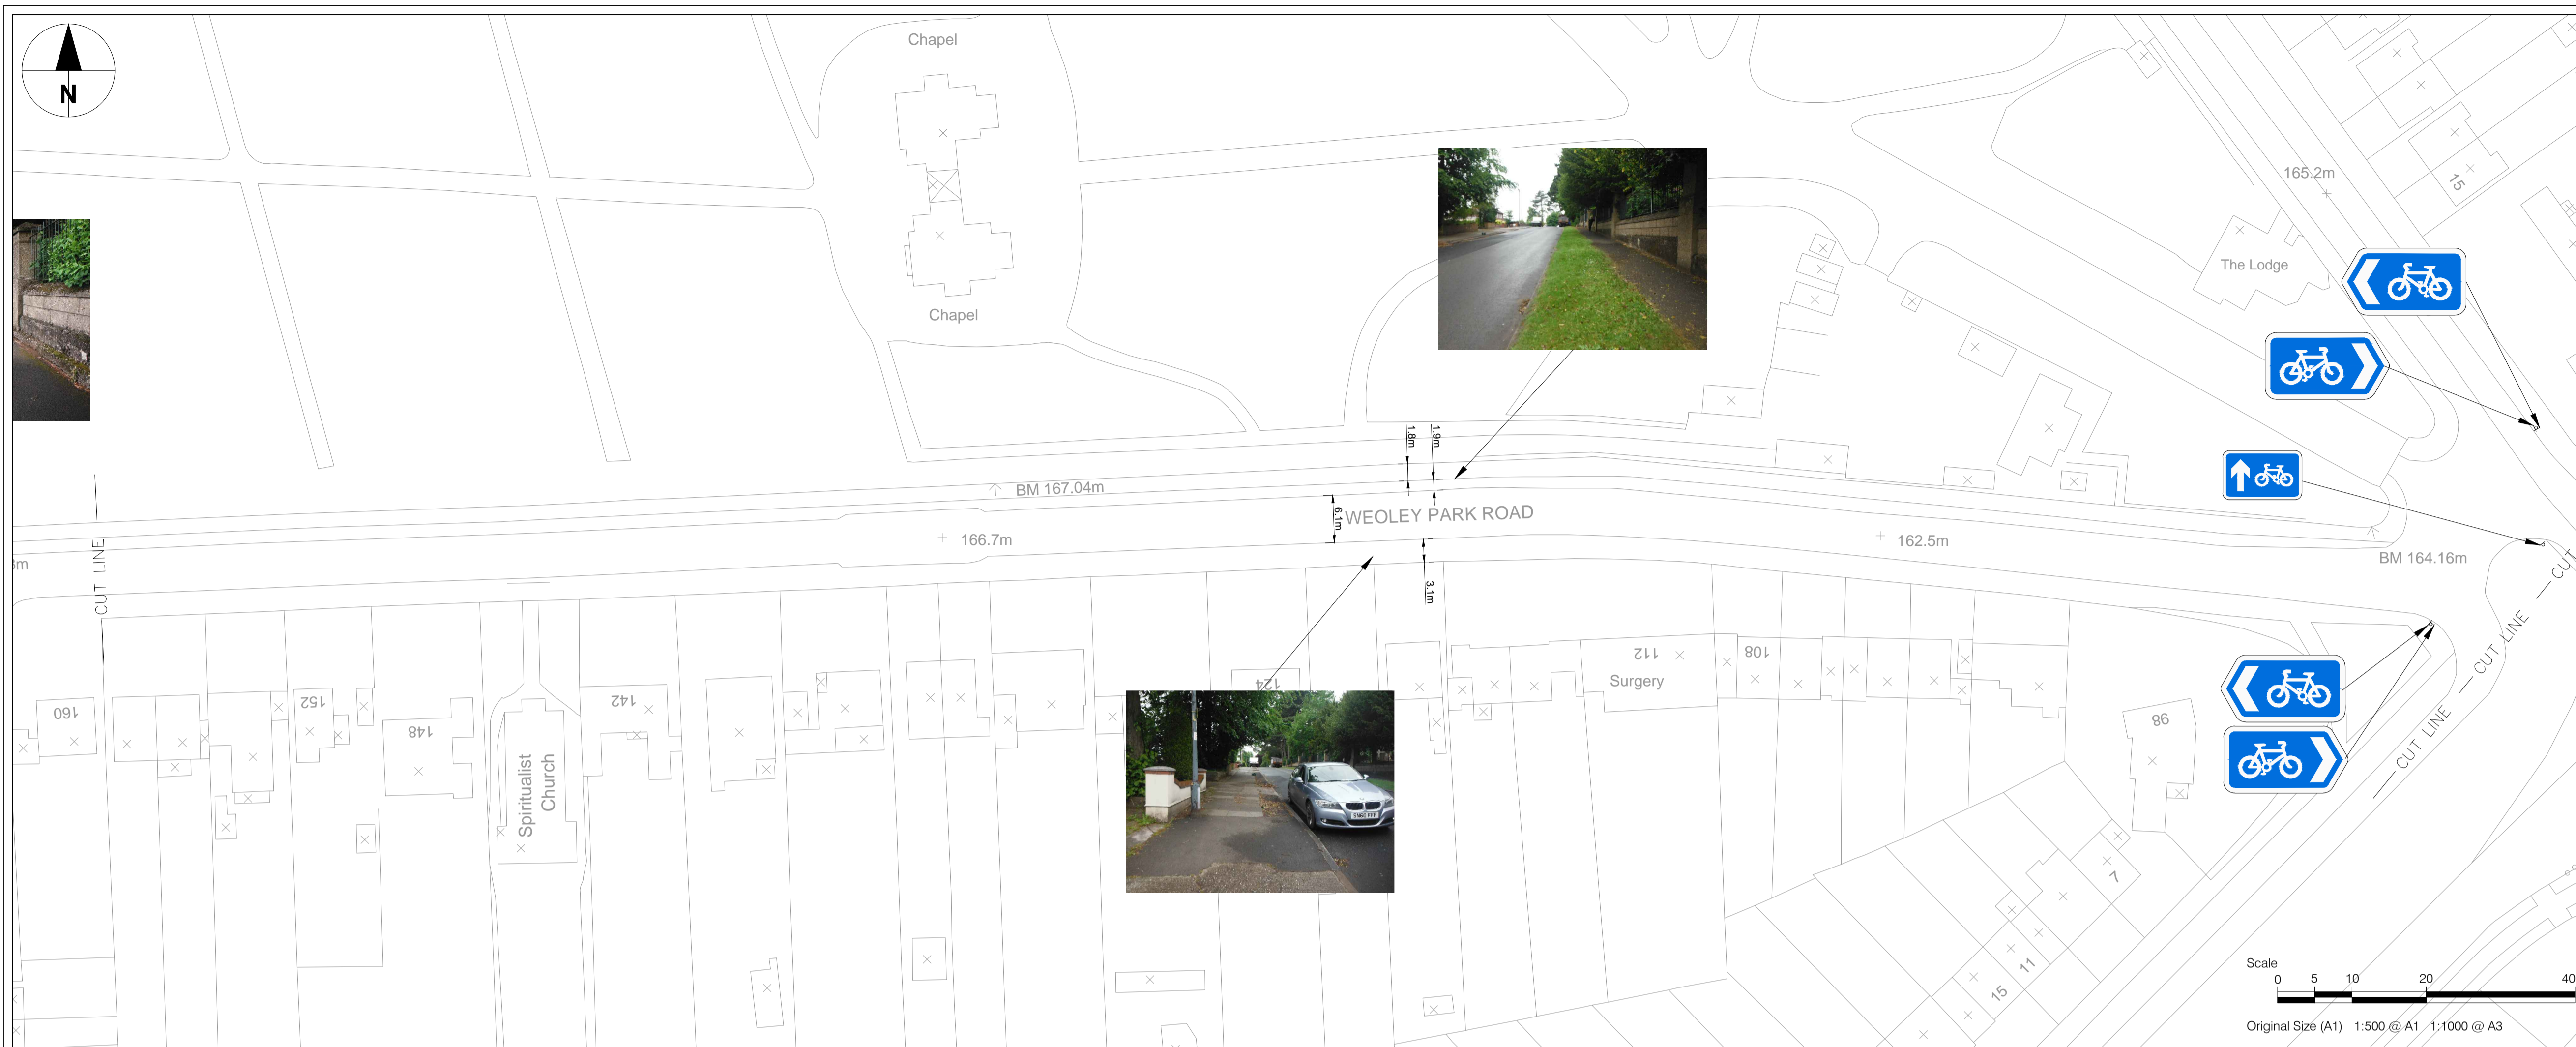 Chapel
N
165.2m
15
The Lodge
Chapel
1.8m
1.9m
BM 167.04m
6.1m
WEOLEY PARK ROAD
166.7m
162.5m
BM 164.16m
CUT LINE
3.1m
CUT LINE
CUT LINE
CUT
160
152
148
142
124
112
Surgery
108
98
Spiritualist
Church
7
11
15
Scale
0 5 10 20 40
Original Size (A1) 1:500 @ A1 1:1000 @ A3